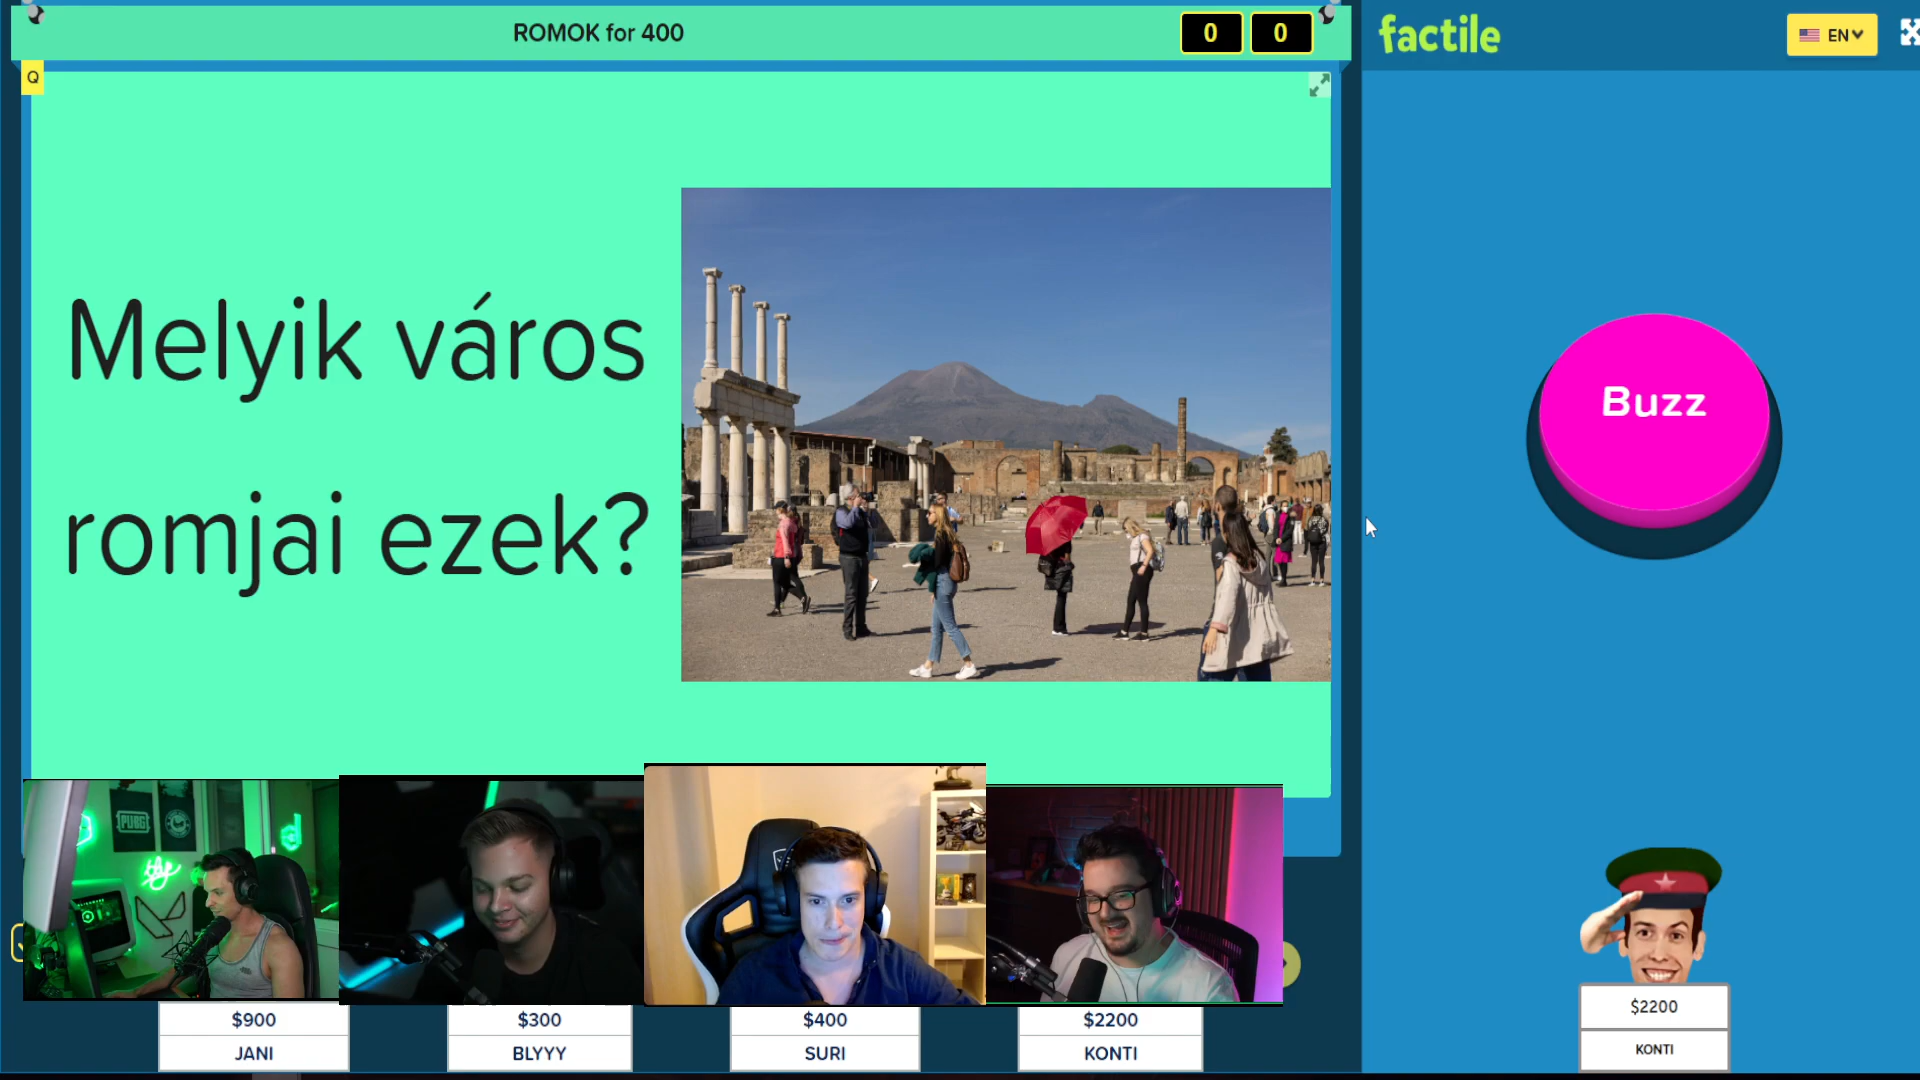 ROMOK for 400
0
0
factile
EN
Q
Melyik város
romjai ezek?
Buzz
PUBG
$900
JANI
$300
BLYYY
$400
SURI
$2200
KONTI
$2200
KONTI